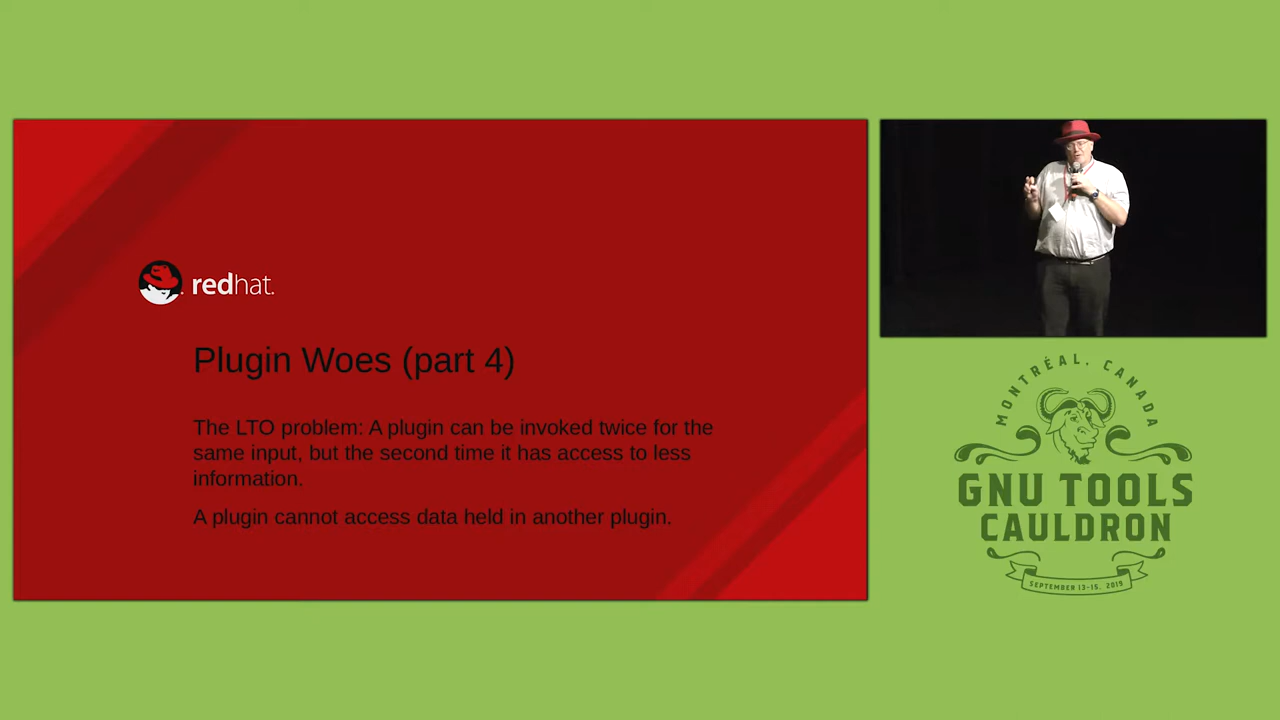 redhat.
Plugin Woes (part 4)
The LTO problem: A plugin can be invoked twice for the
same input, but the second time it has access to less
information.
A plugin cannot access data held in another plugin.
MONTRÉAL, CANADA
GNU TOOLS
CAULDRON
SEPTEMBER 13-15, 2019